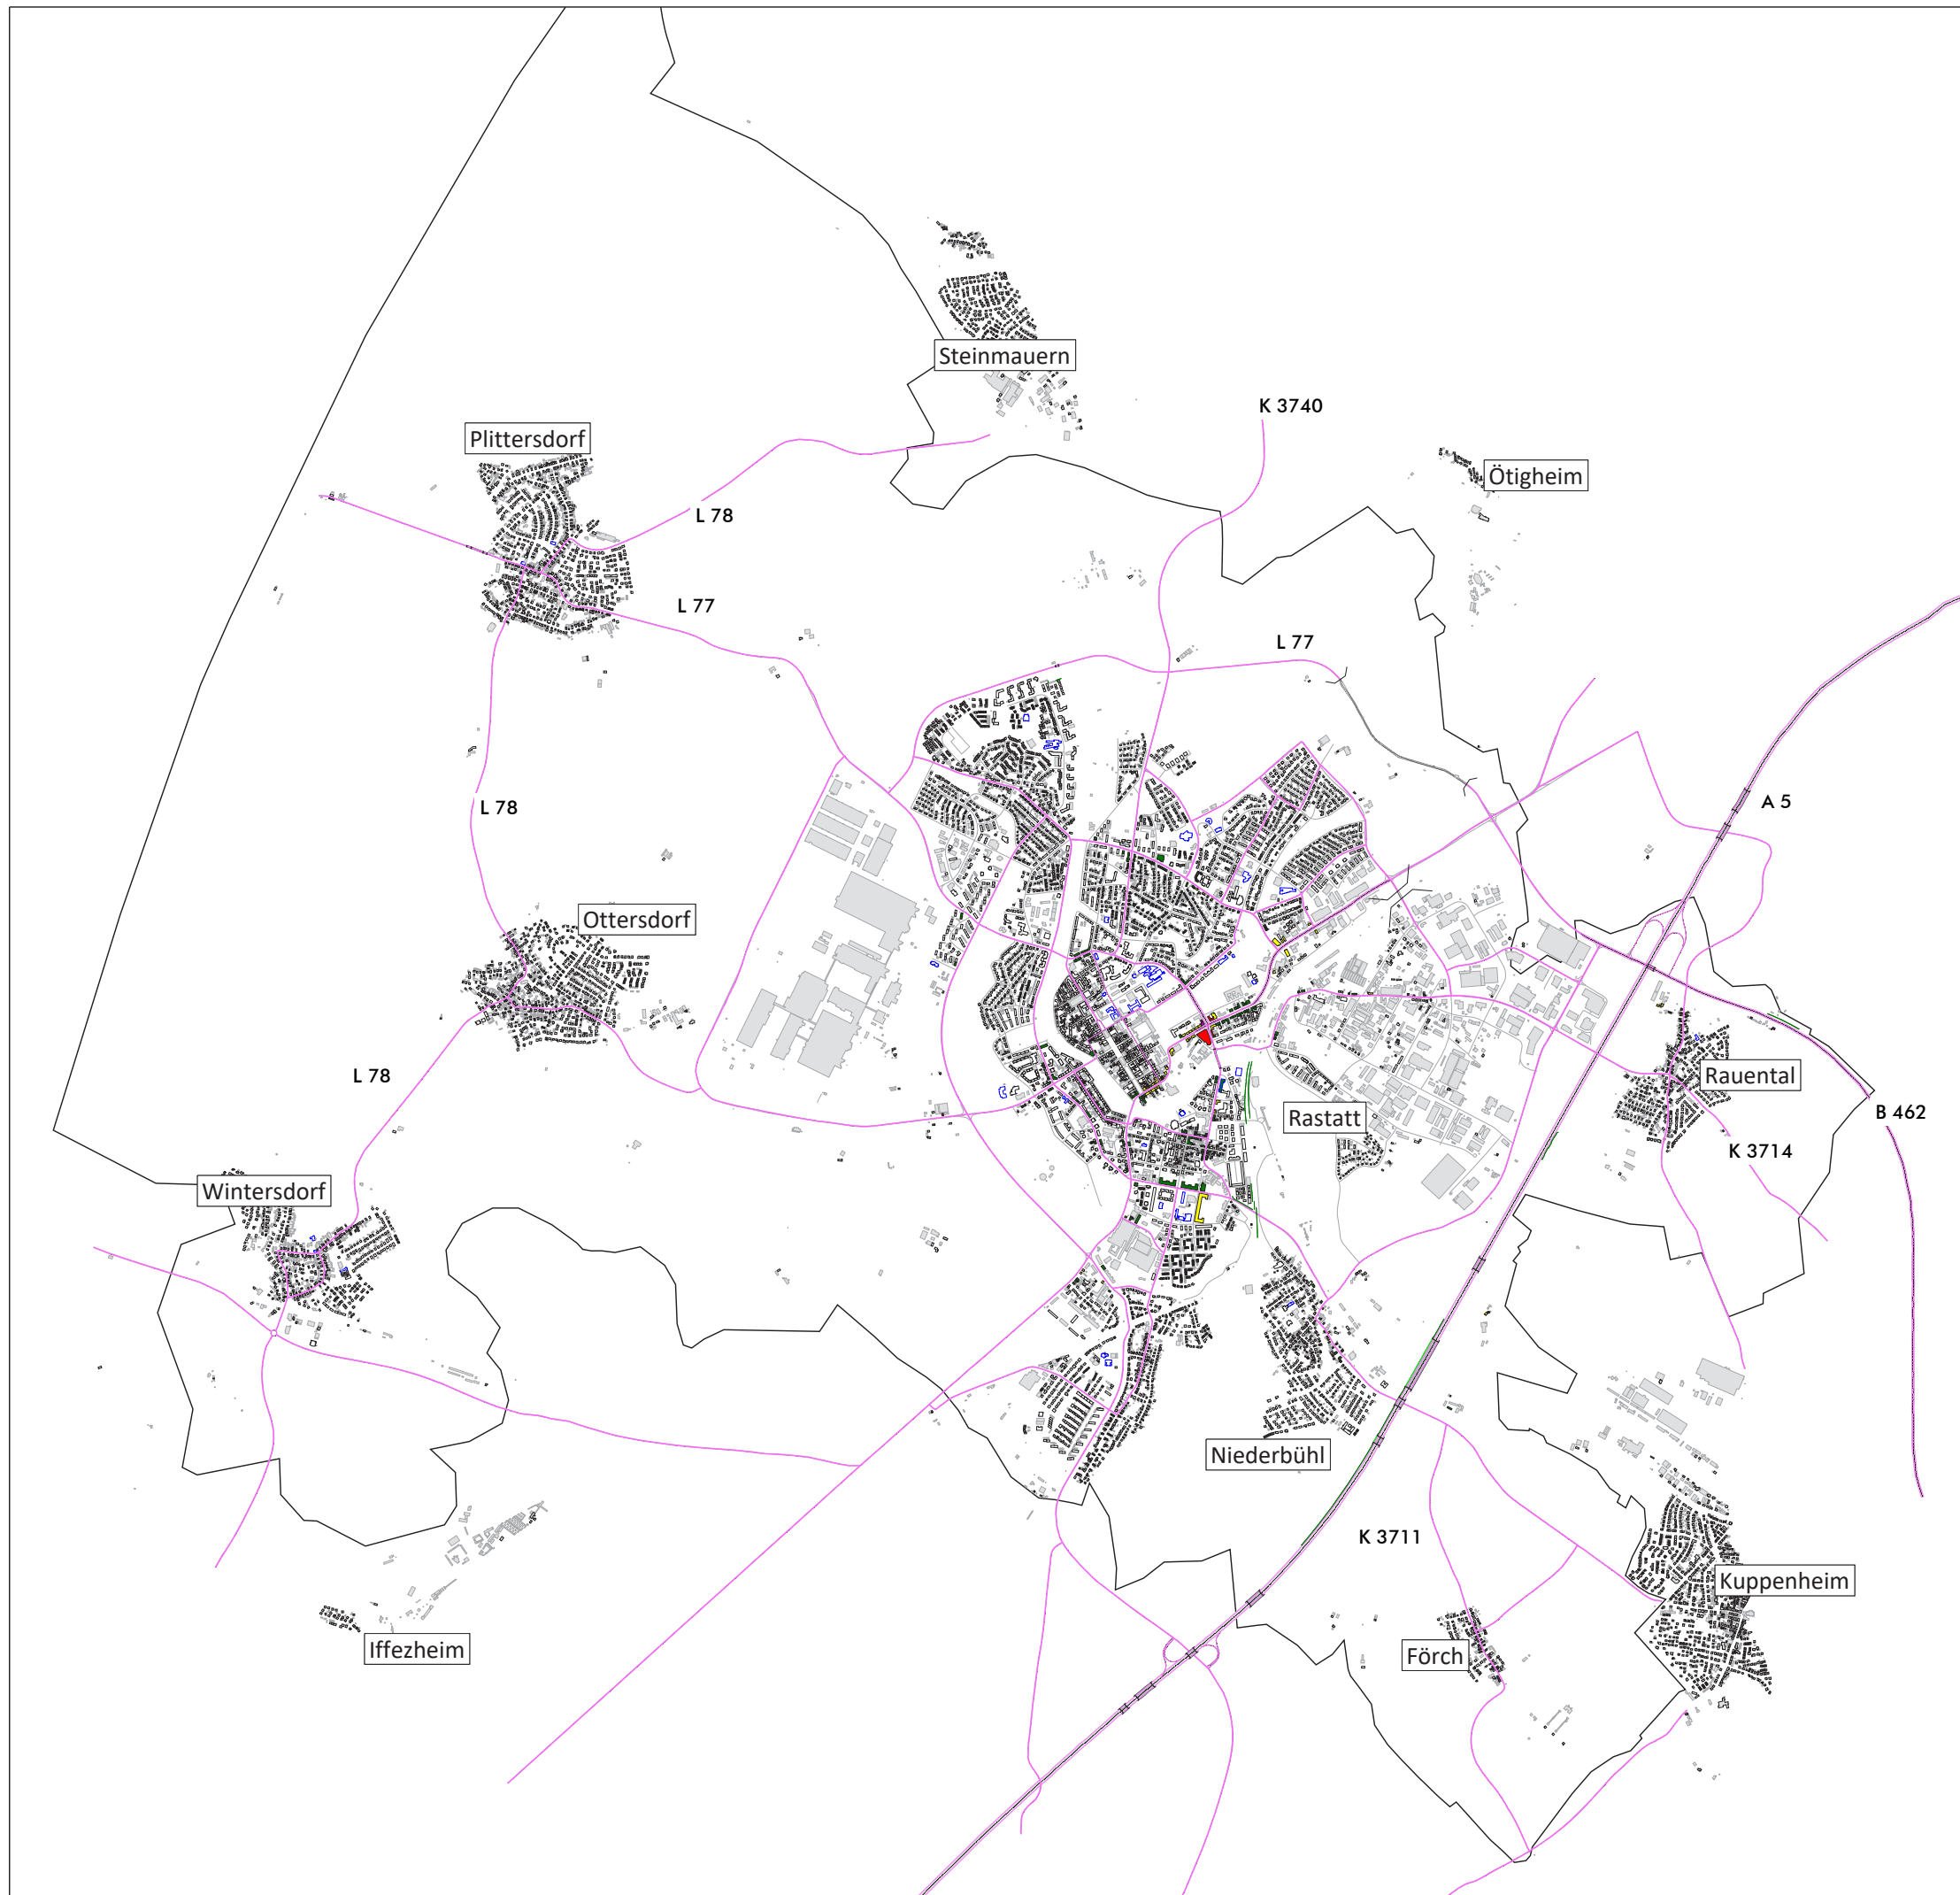 Steinmauern
K 3740
Plittersdorf
Ötigheim
L 78
L 77
L 77
A 5
L 78
Ottersdorf
L 78
Rauental
Rastatt
B 462
K 3714
Wintersdorf
Niederbühl
K 3711
Kuppenheim
Iffezheim
Förch